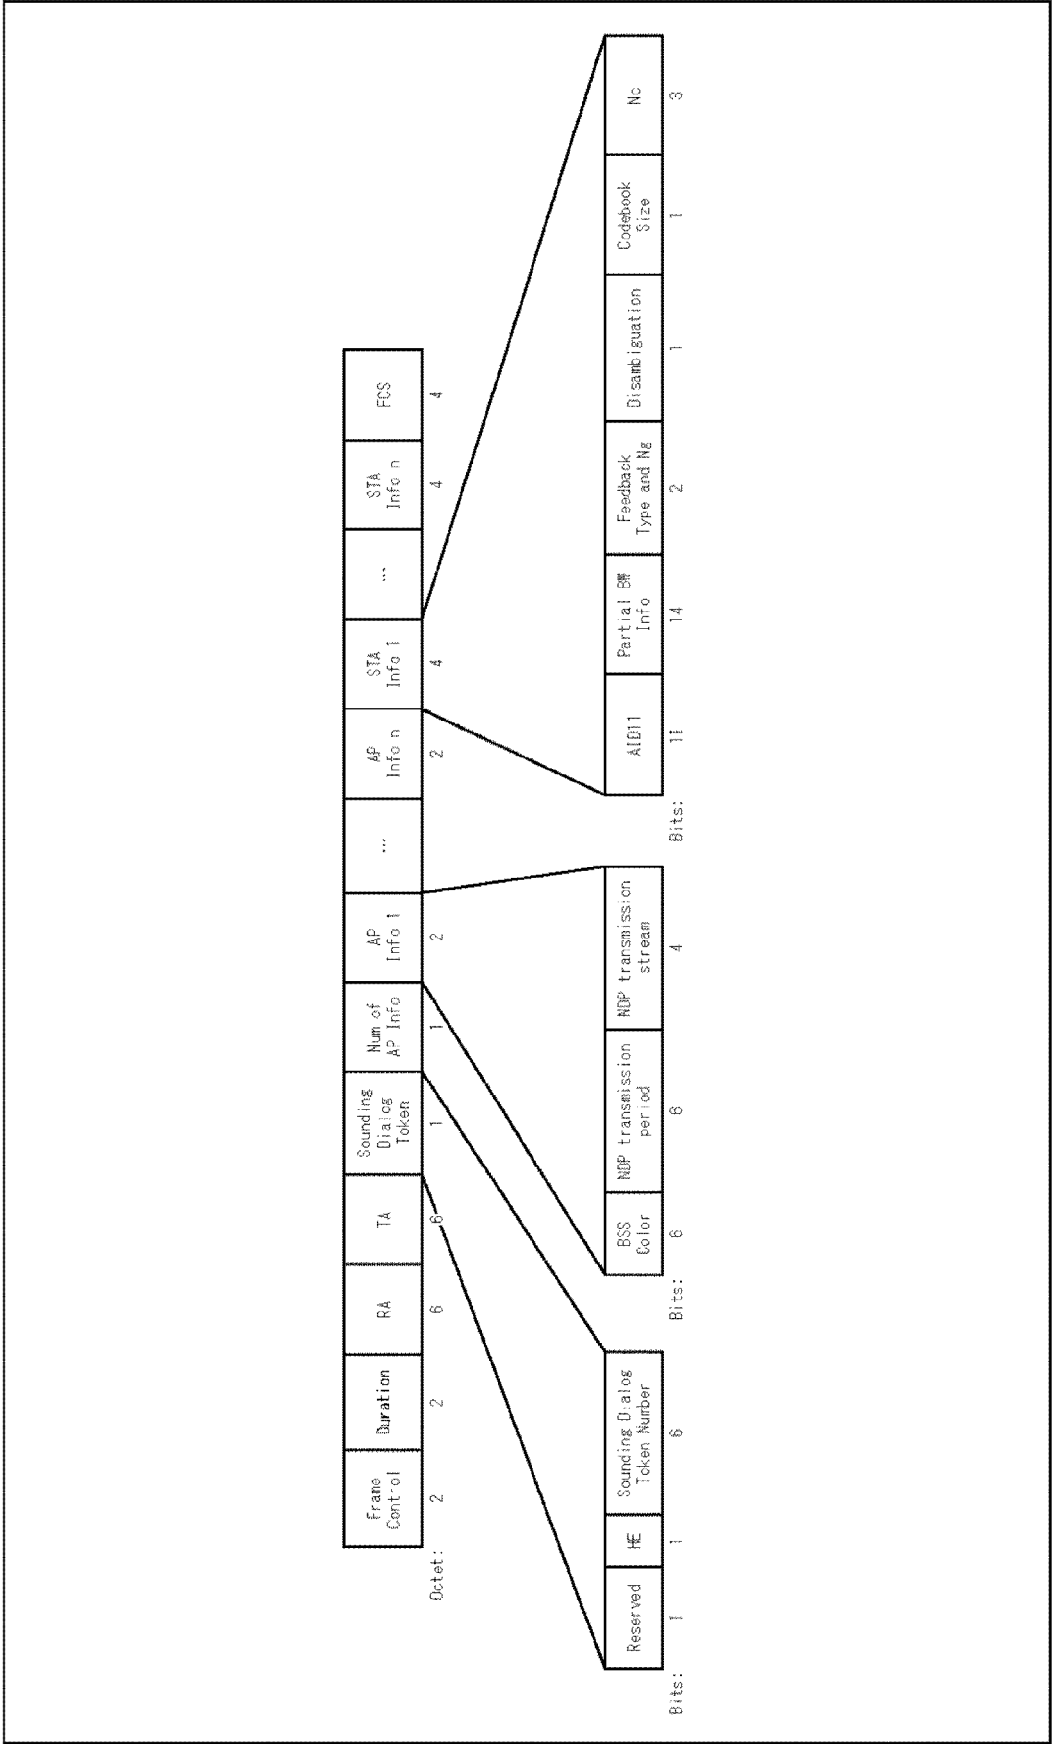 Frame
Control
Duration
RA
TA
Sounding
Dialog
Token
Num of
AP Info
AP
Info 1
...
AP
Info n
STA
Info 1
...
STA
Info n
FCS
Octet: 2 2 6 6 1 1 2 2 4 4 4
Reserved
HE
Sounding Dialog
Token Number
Bits: 1 1 6
BSS
Color
NDP transmission
period
NDP transmission
stream
Bits: 6 6 4
AID11
Partial BW
Info
Feedback
Type and Ng
Disambiguation
Codebook
Size
Nc
Bits: 11 14 2 1 1 3